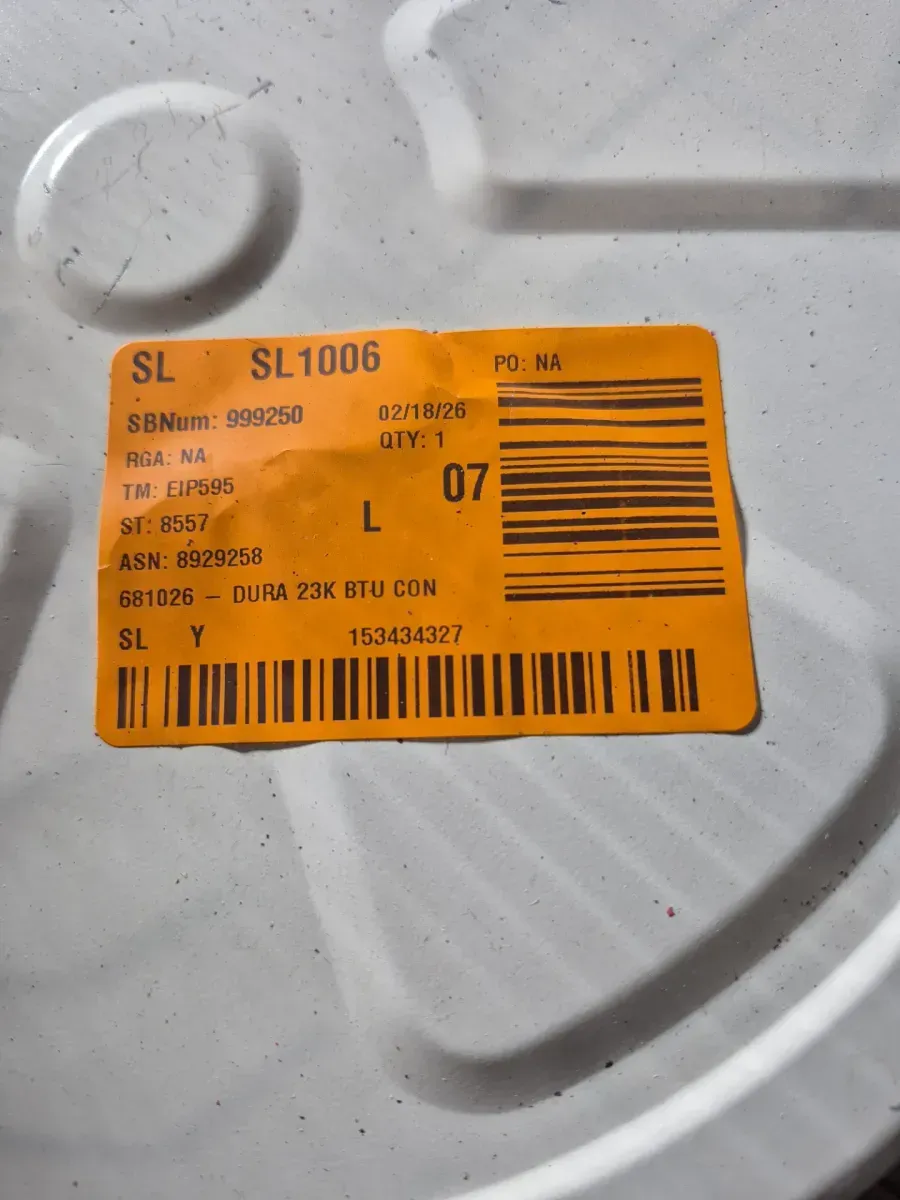 SL SL1006 PO: NA
SBNum: 999250 02/18/26
RGA: NA QTY: 1
TM: EIP595 07
ST: 8557 L
ASN: 8929258
681026 – DURA 23K BTU CON
SL Y 153434327